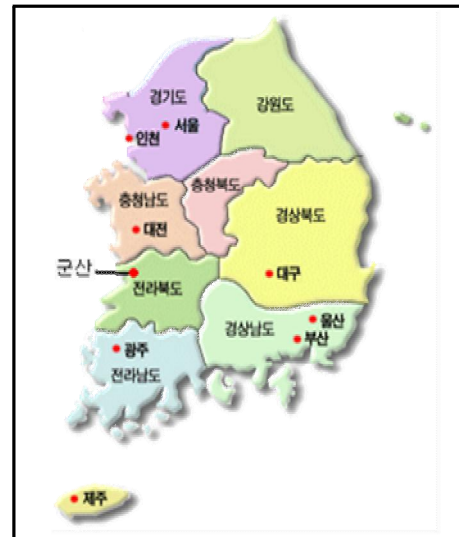 경기도
서울
인천
강원도
충청북도
충청남도
대전
경상북도
군산
전라북도
대구
경상남도
울산
부산
광주
전라남도
제주